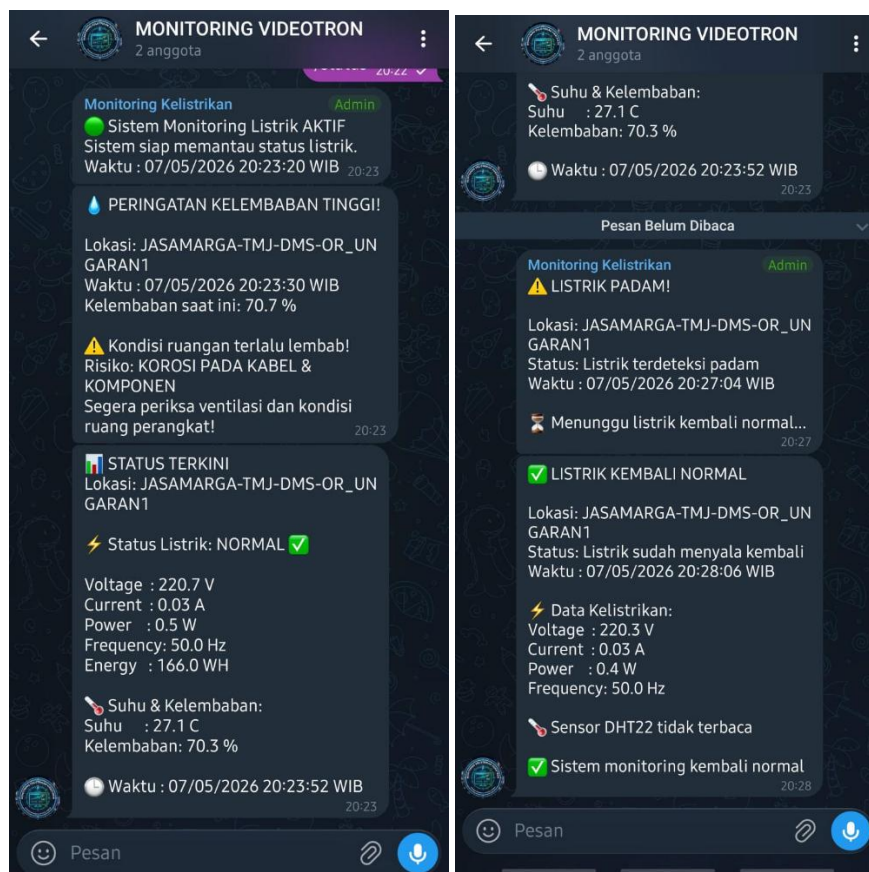 MONITORING VIDEOTRON
2 anggota
20:22
Monitoring Kelistrikan Admin
Sistem Monitoring Listrik AKTIF
Sistem siap memantau status listrik.
Waktu : 07/05/2026 20:23:20 WIB 20:23
PERINGATAN KELEMBABAN TINGGI!
Lokasi: JASAMARGA-TMJ-DMS-OR_UN
GARAN1
Waktu : 07/05/2026 20:23:30 WIB
Kelembaban saat ini: 70.7 %
Kondisi ruangan terlalu lembab!
Risiko: KOROSI PADA KABEL &
KOMPONEN
Segera periksa ventilasi dan kondisi
ruang perangkat! 20:23
STATUS TERKINI
Lokasi: JASAMARGA-TMJ-DMS-OR_UN
GARAN1
Status Listrik: NORMAL
Voltage : 220.7 V
Current : 0.03 A
Power : 0.5 W
Frequency: 50.0 Hz
Energy : 166.0 WH
Suhu & Kelembaban:
Suhu : 27.1 C
Kelembaban: 70.3 %
Waktu : 07/05/2026 20:23:52 WIB
20:23
Pesan
MONITORING VIDEOTRON
2 anggota
Suhu & Kelembaban:
Suhu : 27.1 C
Kelembaban: 70.3 %
Waktu : 07/05/2026 20:23:52 WIB
20:23
Pesan Belum Dibaca
Monitoring Kelistrikan Admin
LISTRIK PADAM!
Lokasi: JASAMARGA-TMJ-DMS-OR_UN
GARAN1
Status: Listrik terdeteksi padam
Waktu : 07/05/2026 20:27:04 WIB
Menunggu listrik kembali normal...
20:27
LISTRIK KEMBALI NORMAL
Lokasi: JASAMARGA-TMJ-DMS-OR_UN
GARAN1
Status: Listrik sudah menyala kembali
Waktu : 07/05/2026 20:28:06 WIB
Data Kelistrikan:
Voltage : 220.3 V
Current : 0.03 A
Power : 0.4 W
Frequency: 50.0 Hz
Sensor DHT22 tidak terbaca
Sistem monitoring kembali normal
20:28
Pesan